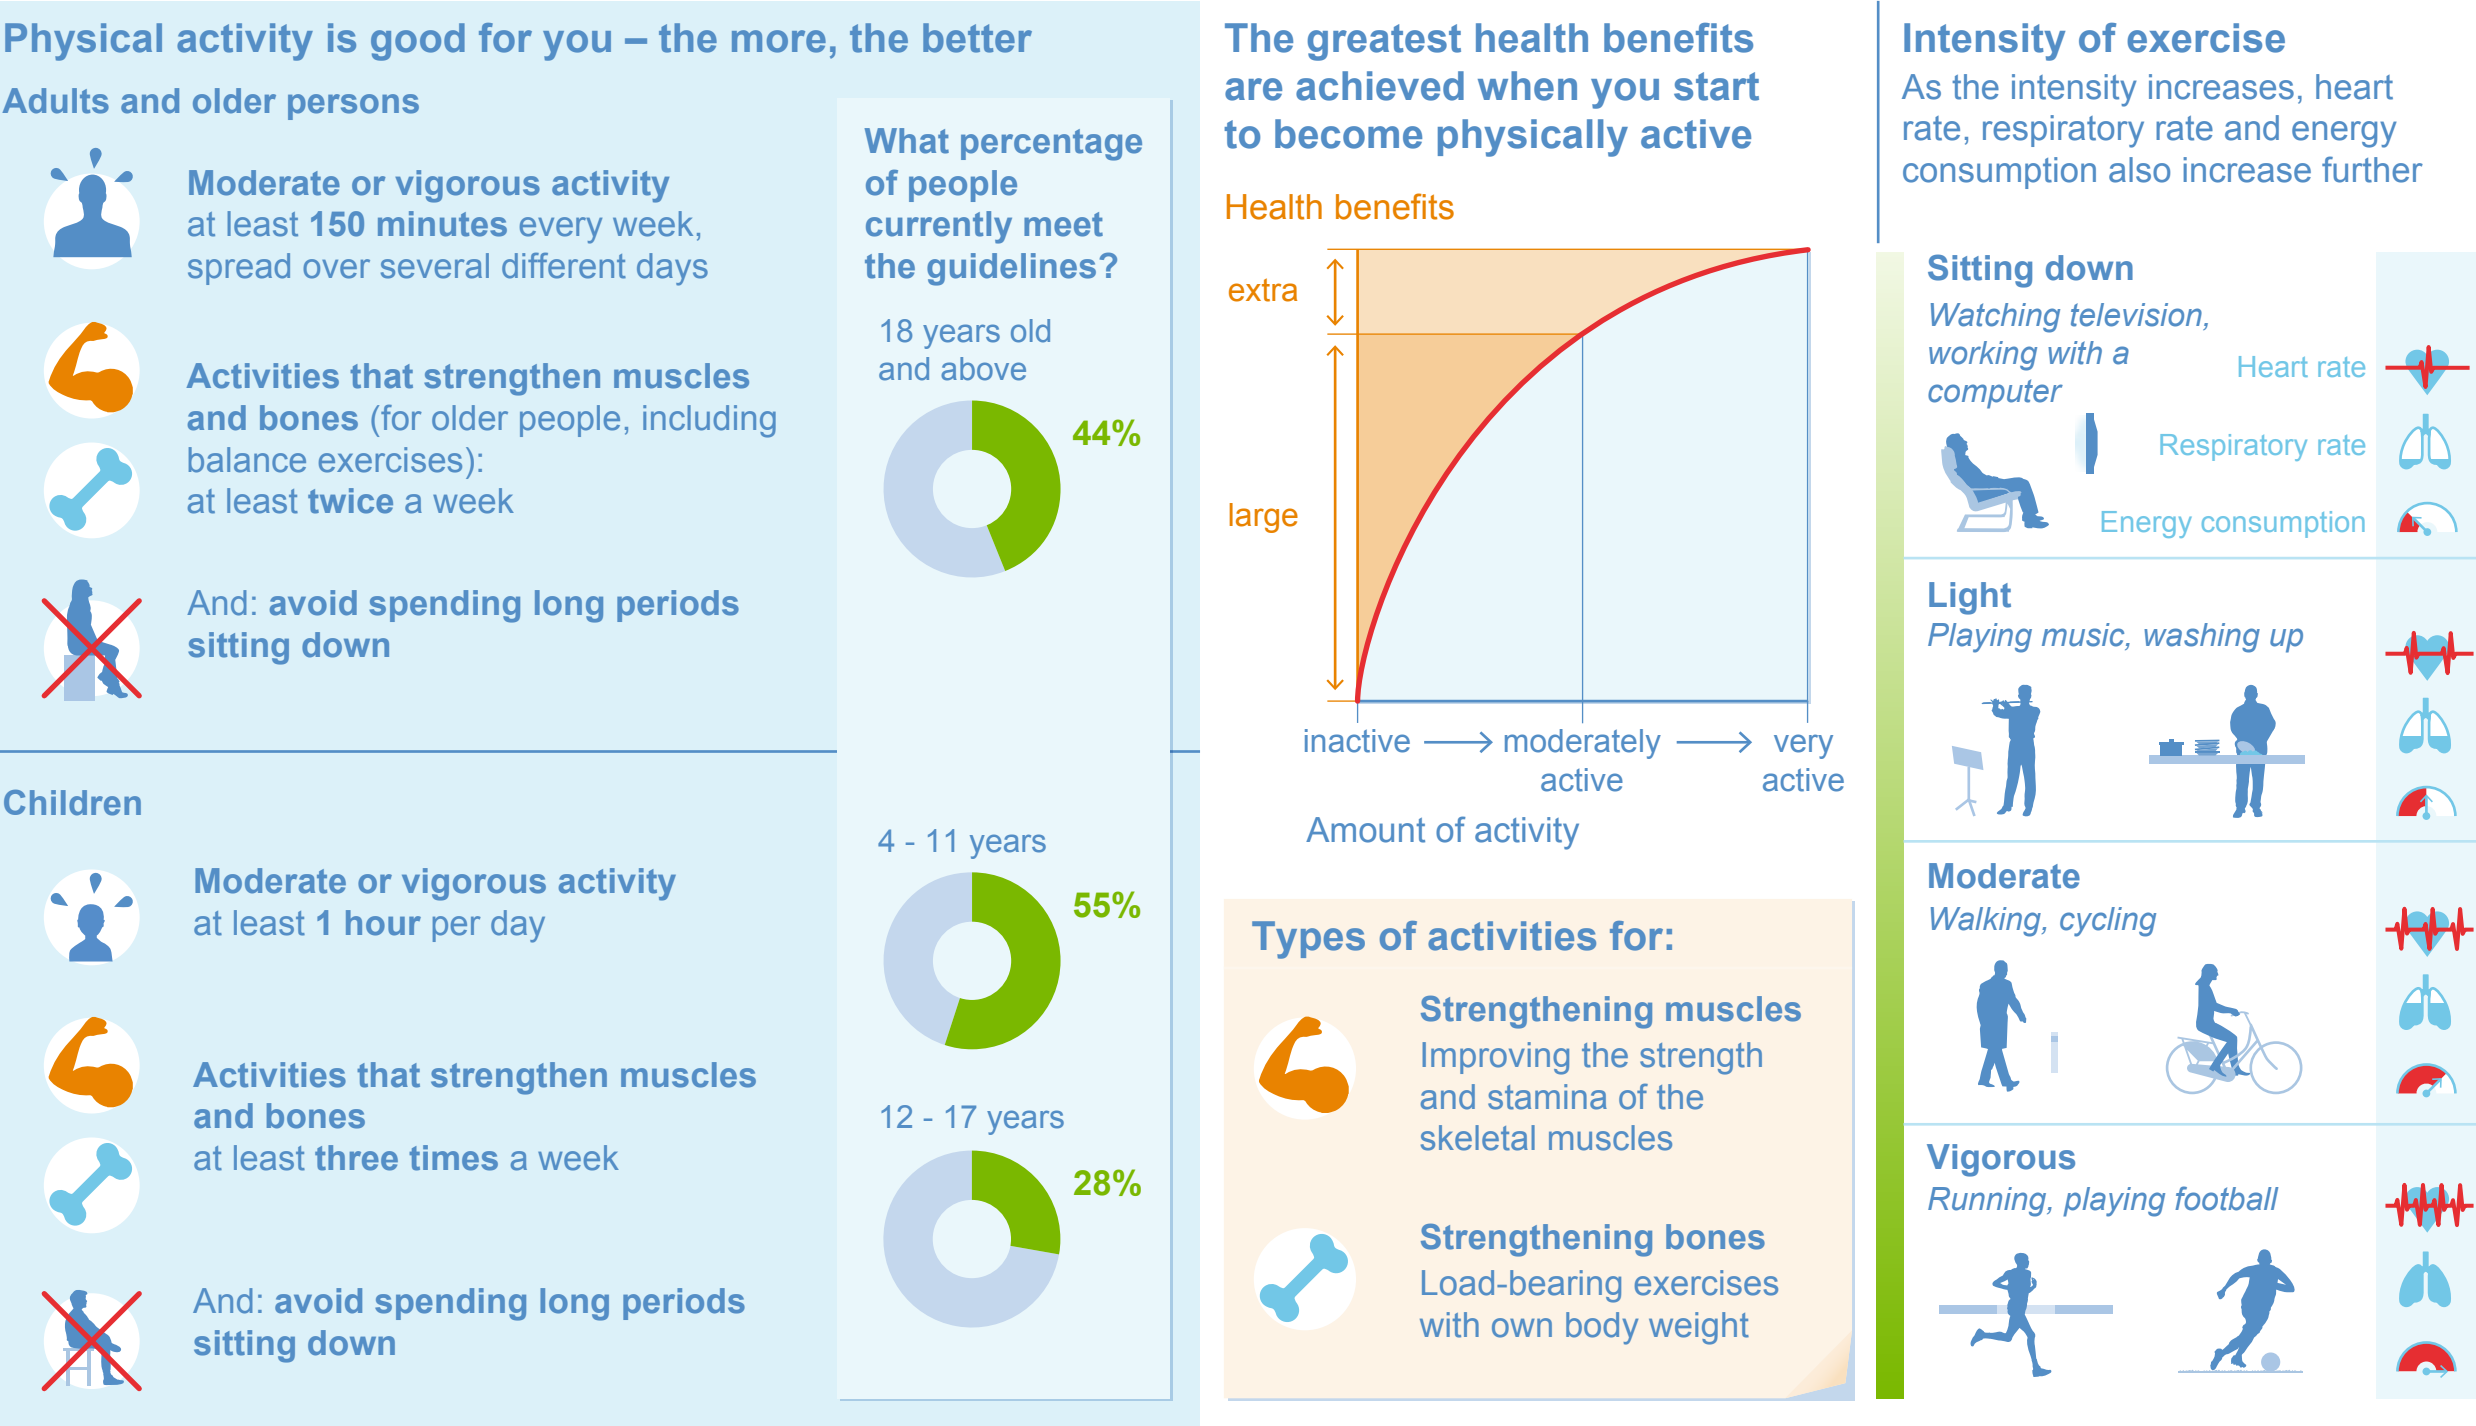 Physical activity is good for you – the more, the better
Adults and older persons
Moderate or vigorous activity
at least 150 minutes every week,
spread over several different days
Activities that strengthen muscles
and bones (for older people, including
balance exercises):
at least twice a week
And: avoid spending long periods
sitting down
What percentage
of people
currently meet
the guidelines?
18 years old
and above
44%
Children
Moderate or vigorous activity
at least 1 hour per day
Activities that strengthen muscles
and bones
at least three times a week
And: avoid spending long periods
sitting down
4 - 11 years
55%
12 - 17 years
28%
The greatest health benefits
are achieved when you start
to become physically active
Health benefits
extra
large
inactive
moderately
active
very
active
Amount of activity
Types of activities for:
Strengthening muscles
Improving the strength
and stamina of the
skeletal muscles
Strengthening bones
Load-bearing exercises
with own body weight
Intensity of exercise
As the intensity increases, heart
rate, respiratory rate and energy
consumption also increase further
Sitting down
Watching television,
working with a
computer
Heart rate
Respiratory rate
Energy consumption
Light
Playing music, washing up
Moderate
Walking, cycling
Vigorous
Running, playing football